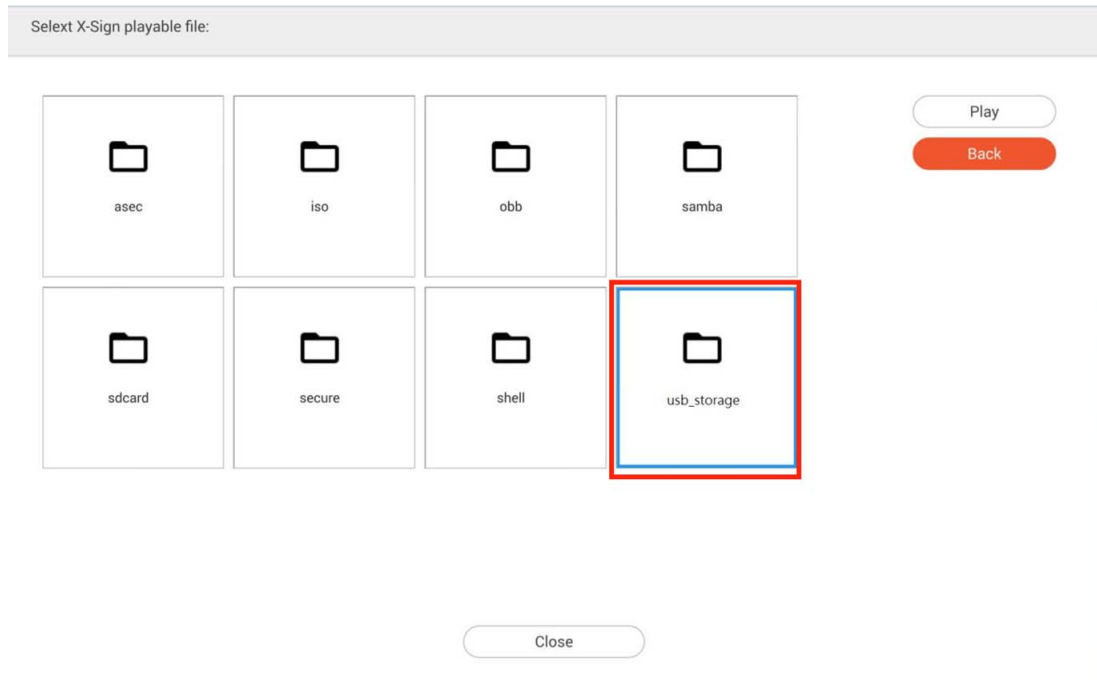 Selext X-Sign playable file:
Play
Back
asec
iso
obb
samba
sdcard
secure
shell
usb_storage
Close